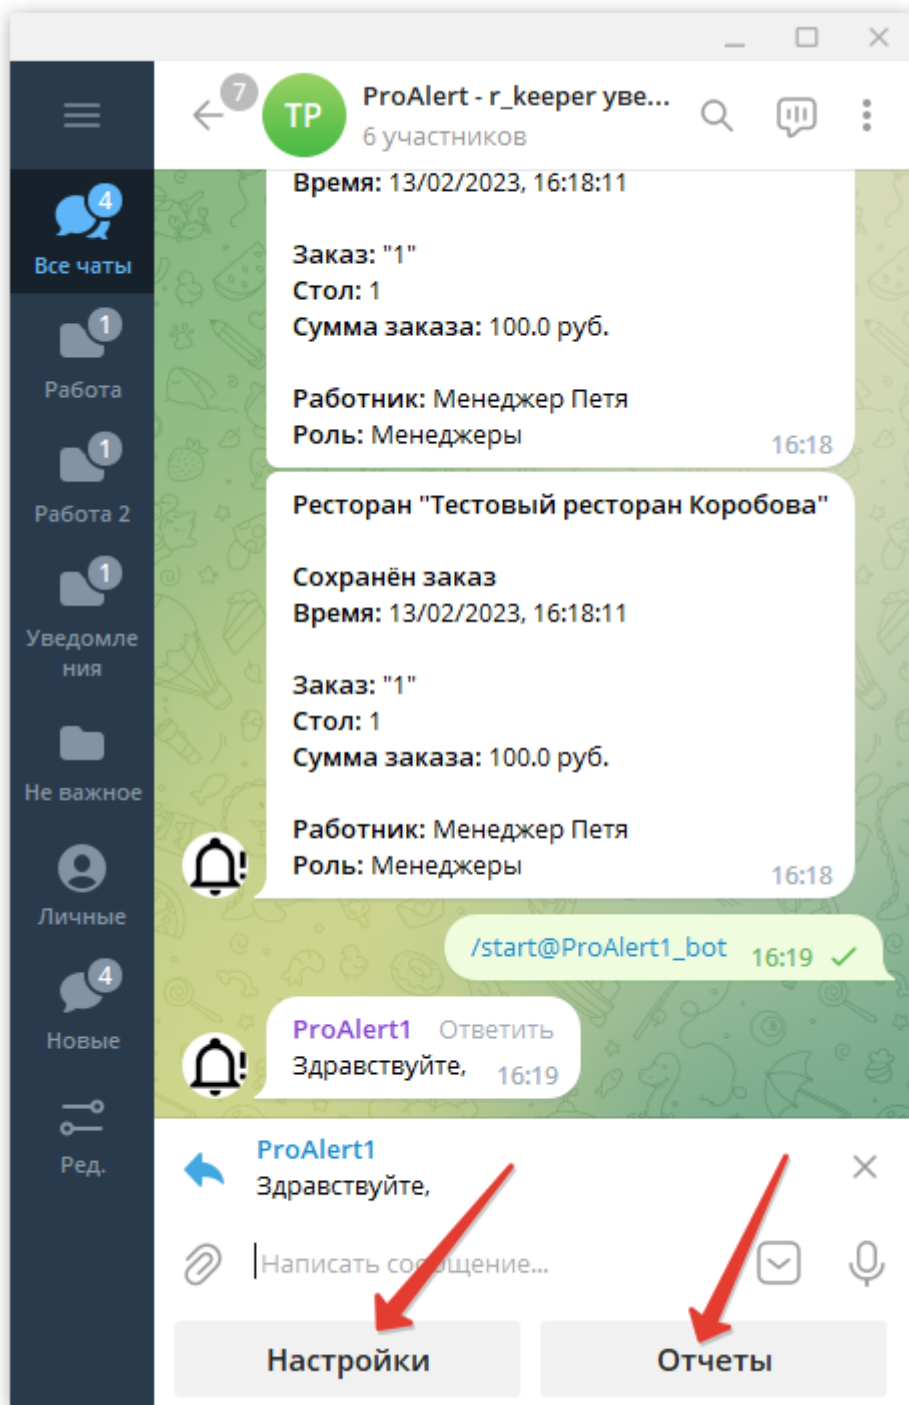 7
ТР
ProAlert - r_keeper уве...
6 участников
4
Все чаты
1
Работа
1
Работа 2
1
Уведомле
ния
Не важное
Личные
4
Новые
Ред.
Время: 13/02/2023, 16:18:11
Заказ: "1"
Стол: 1
Сумма заказа: 100.0 руб.
Работник: Менеджер Петя
Роль: Менеджеры
16:18
Ресторан "Тестовый ресторан Коробова"
Сохранён заказ
Время: 13/02/2023, 16:18:11
Заказ: "1"
Стол: 1
Сумма заказа: 100.0 руб.
Работник: Менеджер Петя
Роль: Менеджеры
16:18
/start@ProAlert1_bot 16:19
ProAlert1 Ответить
Здравствуйте, 16:19
ProAlert1
Здравствуйте,
Написать сообщение...
Настройки
Отчеты